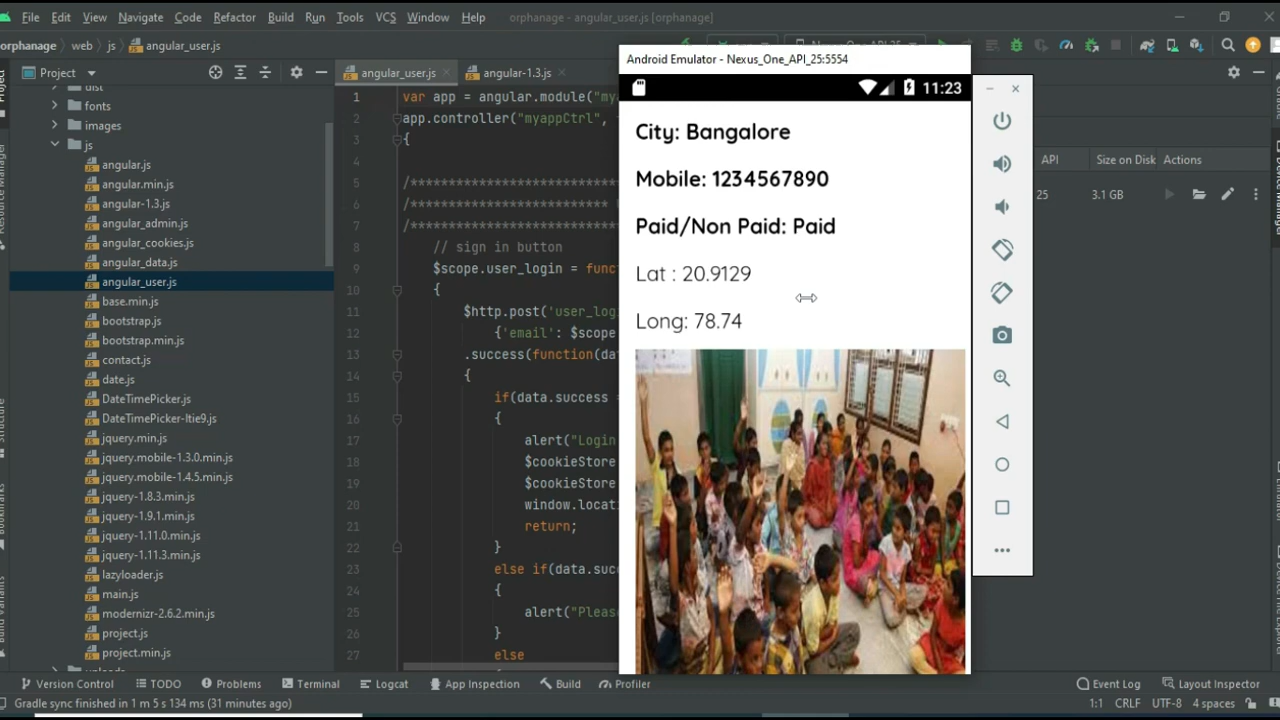 File Edit View Navigate Code Refactor Build Run Tools VCS Window Help orphanage - angular_user.js [orphanage]
orphanage web js angular_user.js
Project
angular_user.js
angular-1.3.js
dist
fonts
images
js
angular.js
angular.min.js
angular-1.3.js
angular_admin.js
angular_cookies.js
angular_data.js
angular_user.js
base.min.js
bootstrap.js
bootstrap.min.js
contact.js
date.js
DateTimePicker.js
DateTimePicker-ltie9.js
jquery.min.js
jquery.mobile-1.3.0.min.js
jquery.mobile-1.4.5.min.js
jquery-1.8.3.min.js
jquery-1.9.1.min.js
jquery-1.11.0.min.js
jquery-1.11.3.min.js
lazyloader.js
main.js
modernizr-2.6.2.min.js
project.js
project.min.js
1 var app = angular.module("my
2 app.controller("myappCtrl",
3 {
4
5 /**************************
6 /**************************
7 /**************************
8 // sign in button
9 $scope.user_login = func
10 {
11 $http.post('user_logi
12 {'email': $scope
13 .success(function(da
14 {
15 if(data.success =
16 {
17 alert("Login
18 $cookieStore
19 $cookieStore
20 window.locat
21 return;
22 }
23 else if(data.suc
24 {
25 alert("Pleas
26 }
27 else
Android Emulator - Nexus_One_API_25:5554
11:23
City: Bangalore
Mobile: 1234567890
Paid/Non Paid: Paid
Lat : 20.9129
Long: 78.74
API Size on Disk Actions
25 3.1 GB
Version Control TODO Problems Terminal Logcat App Inspection Build Profiler Event Log Layout Inspector
Gradle sync finished in 1 m 5 s 134 ms (31 minutes ago) 1:1 CRLF UTF-8 4 spaces